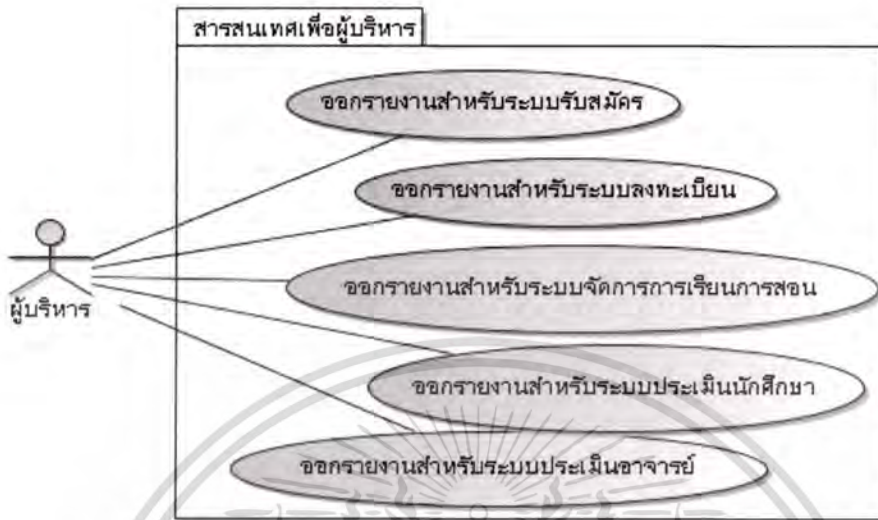 สารสนเทศเพื่อผู้บริหาร
ออกรายงานสำหรับระบบรับสมัคร
ออกรายงานสำหรับระบบลงทะเบียน
ออกรายงานสำหรับระบบจัดการการเรียนการสอน
ผู้บริหาร
ออกรายงานสำหรับระบบประเมินนักศึกษา
ออกรายงานสำหรับระบบประเมินอาจารย์